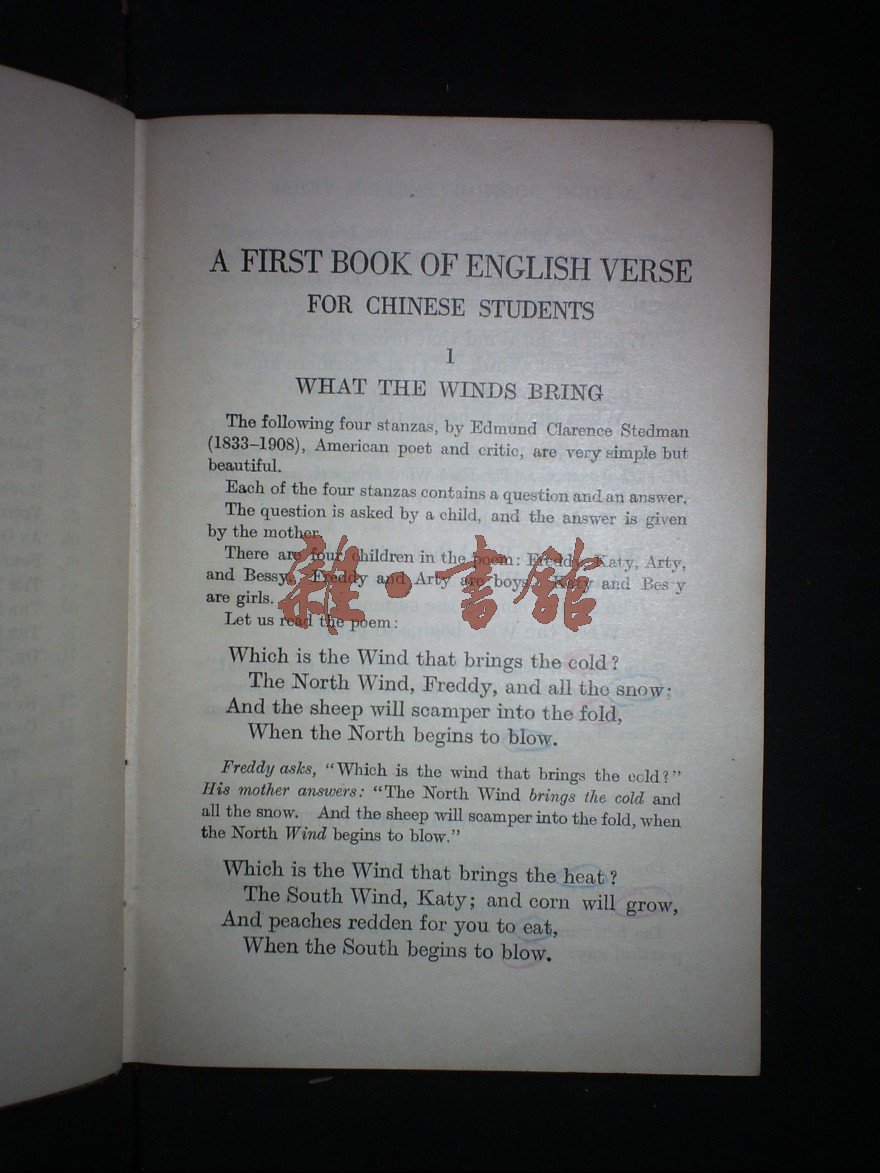 A FIRST BOOK OF ENGLISH VERSE
FOR CHINESE STUDENTS
I
WHAT THE WINDS BRING
The following four stanzas, by Edmund Clarence Stedman
(1833–1908), American poet and critic, are very simple but
beautiful.
Each of the four stanzas contains a question and an answer.
The question is asked by a child, and the answer is given
by the mother.
There are four children in the poem: Freddy, Katy, Arty,
and Bessy. Freddy and Arty are boys. Katy and Bes y
are girls.
雜·書館
Let us read the poem:
Which is the Wind that brings the cold?
The North Wind, Freddy, and all the snow;
And the sheep will scamper into the fold,
When the North begins to blow.
Freddy asks, "Which is the wind that brings the cold?"
His mother answers: "The North Wind brings the cold and
all the snow. And the sheep will scamper into the fold, when
the North Wind begins to blow."
Which is the Wind that brings the heat?
The South Wind, Katy; and corn will grow,
And peaches redden for you to eat,
When the South begins to blow.